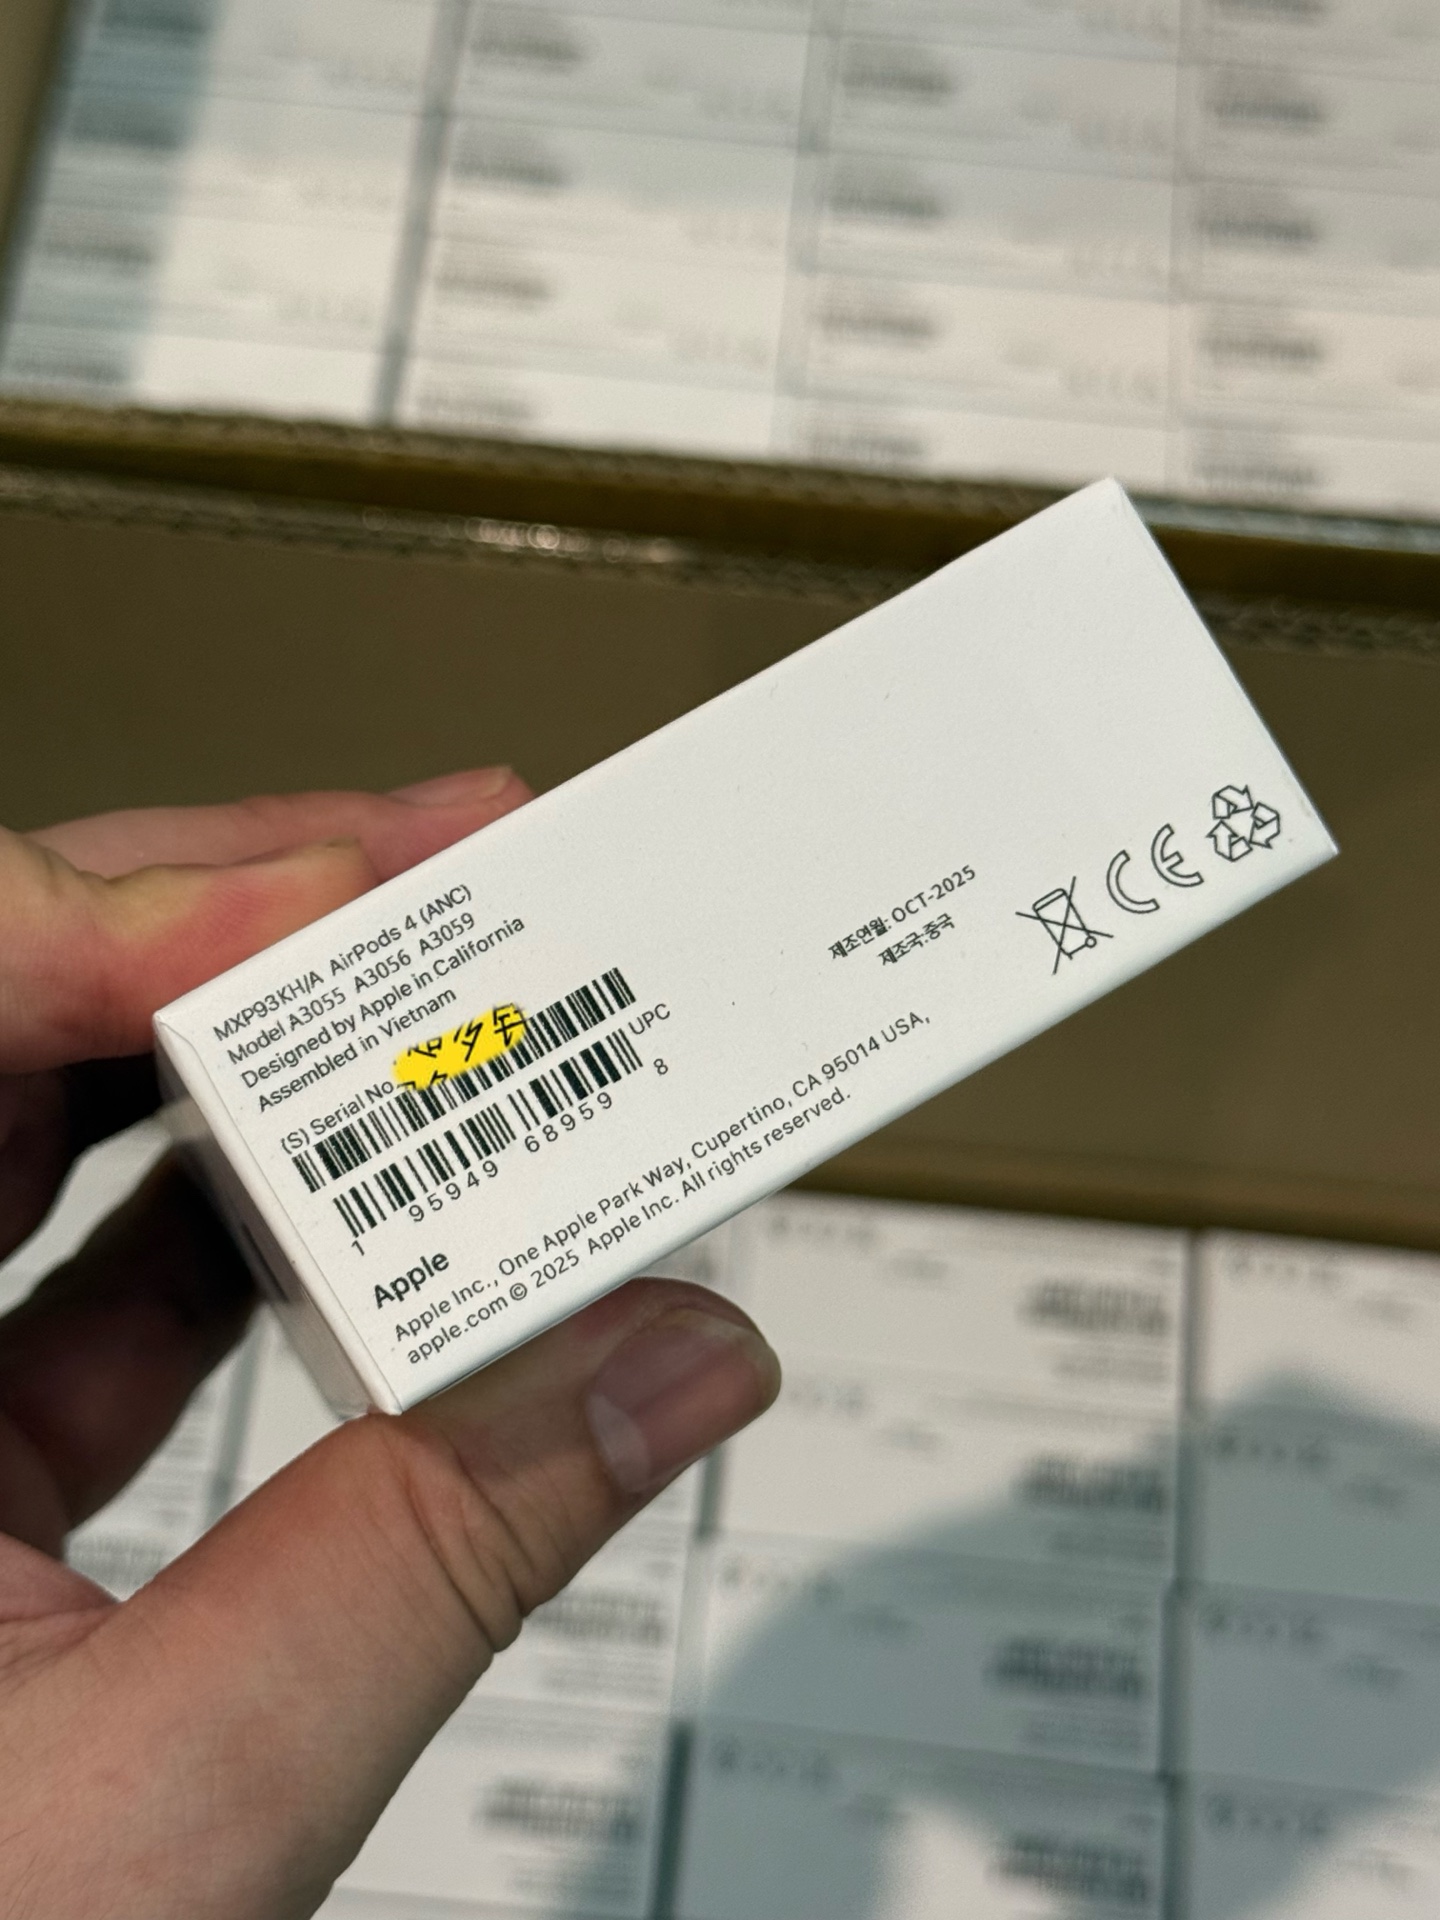 MXP93KH/A AirPods 4 (ANC)
Model A3055 A3056 A3059
Designed by Apple in California
Assembled in Vietnam
(S) Serial No.
UPC
1 95949 68959 8
제조연월: OCT-2025
제조국:중국
Apple
Apple Inc., One Apple Park Way, Cupertino, CA 95014 USA,
apple.com © 2025 Apple Inc. All rights reserved.